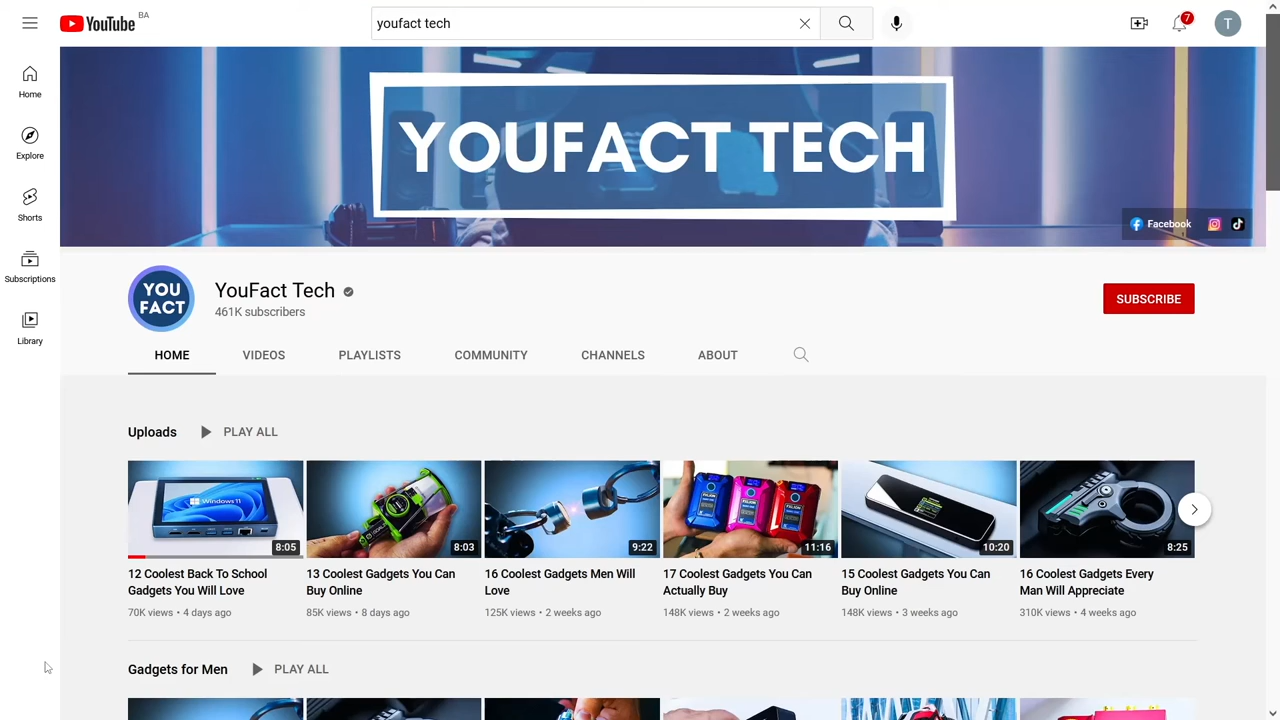 YouTube BA
youfact tech
7
T
Home
Explore
Shorts
Subscriptions
Library
YOUFACT TECH
Facebook
YOU
FACT
YouFact Tech
461K subscribers
SUBSCRIBE
HOME VIDEOS PLAYLISTS COMMUNITY CHANNELS ABOUT
Uploads PLAY ALL
Windows 11
8:05 8:03 9:22 11:16 10:20 8:25
12 Coolest Back To School
Gadgets You Will Love
70K views • 4 days ago
13 Coolest Gadgets You Can
Buy Online
85K views • 8 days ago
16 Coolest Gadgets Men Will
Love
125K views • 2 weeks ago
17 Coolest Gadgets You Can
Actually Buy
148K views • 2 weeks ago
15 Coolest Gadgets You Can
Buy Online
148K views • 3 weeks ago
16 Coolest Gadgets Every
Man Will Appreciate
310K views • 4 weeks ago
Gadgets for Men PLAY ALL